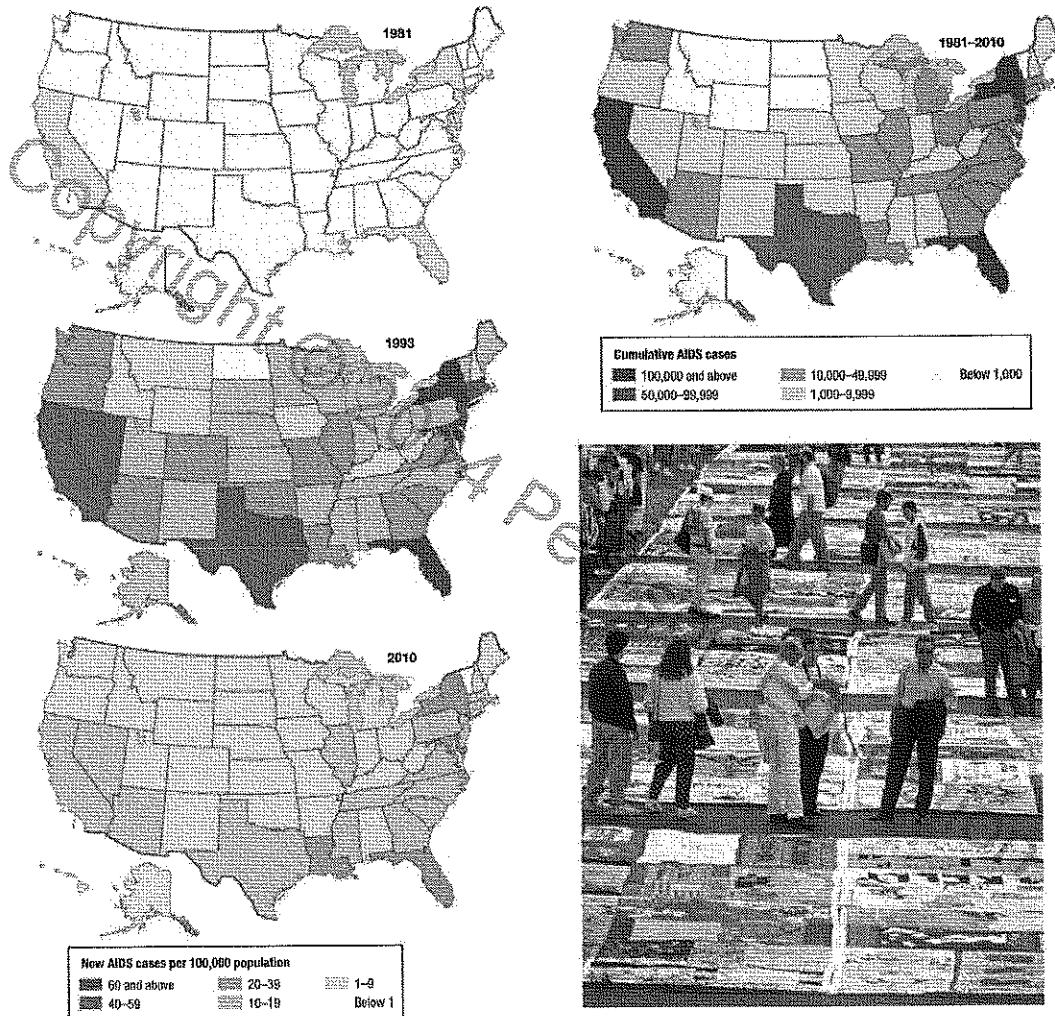 1981
1981–2010
Copyright © 
1993
2010
Cumulative AIDS cases
100,000 and above
50,000–99,999
10,000–49,999
1,000–9,999
Below 1,000
New AIDS cases per 100,000 population
60 and above
40–59
20–39
10–19
1–9
Below 1